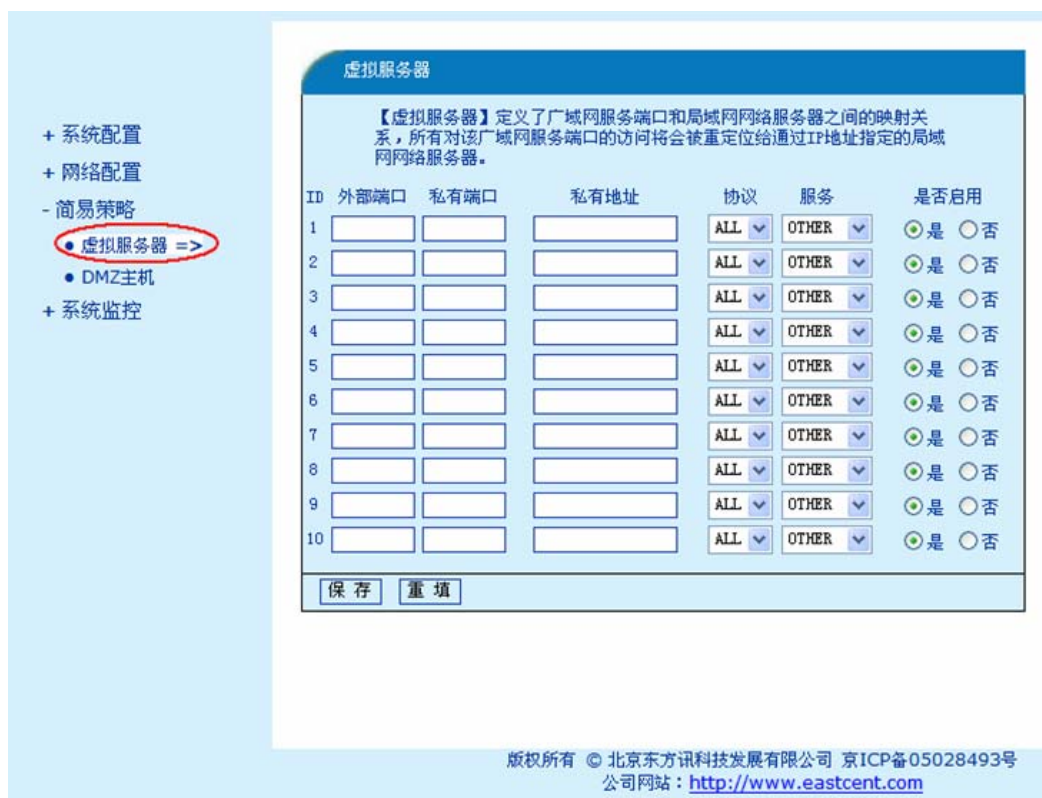 虚拟服务器
【虚拟服务器】定义了广域网服务端口和局域网网络服务器之间的映射关
系，所有对该广域网服务端口的访问将会被重定位给通过IP地址指定的局域
网网络服务器。
+ 系统配置
+ 网络配置
- 简易策略
• 虚拟服务器 =>
• DMZ主机
+ 系统监控
ID 外部端口 私有端口 私有地址 协议 服务 是否启用
1 ALL OTHER 是 否
2 ALL OTHER 是 否
3 ALL OTHER 是 否
4 ALL OTHER 是 否
5 ALL OTHER 是 否
6 ALL OTHER 是 否
7 ALL OTHER 是 否
8 ALL OTHER 是 否
9 ALL OTHER 是 否
10 ALL OTHER 是 否
保 存 重 填
版权所有 © 北京东方讯科技发展有限公司 京ICP备05028493号
公司网站：http://www.eastcent.com